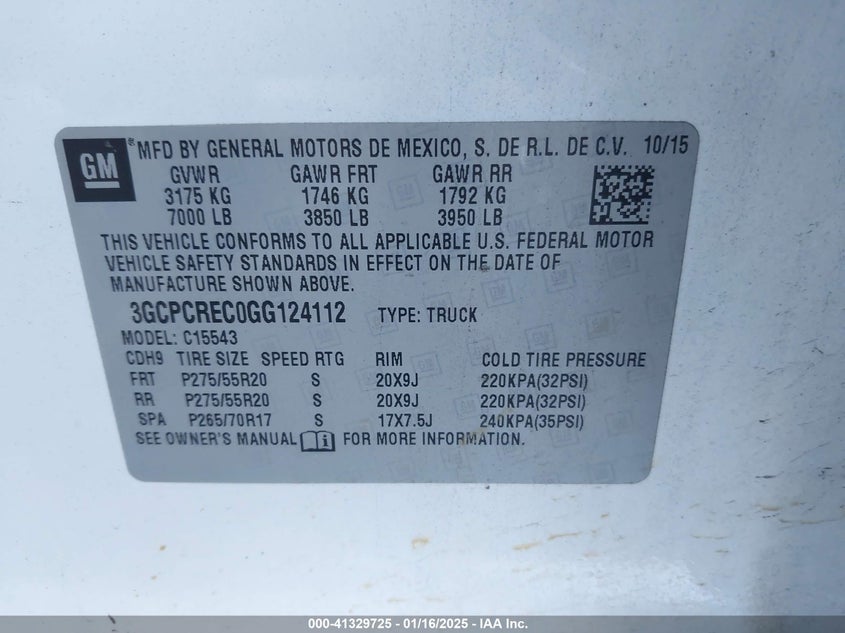 GM ® MFD BY GENERAL MOTORS DE MEXICO, S. DE R.L. DE C.V. 10/15
GVWR GAWR FRT GAWR RR
3175 KG 1746 KG 1792 KG
7000 LB 3850 LB 3950 LB
THIS VEHICLE CONFORMS TO ALL APPLICABLE U.S. FEDERAL MOTOR
VEHICLE SAFETY STANDARDS IN EFFECT ON THE DATE OF
MANUFACTURE SHOWN ABOVE.
3GCPCREC0GG124112 TYPE: TRUCK
MODEL: C15543
CDH9 TIRE SIZE SPEED RTG RIM COLD TIRE PRESSURE
FRT P275/55R20 S 20X9J 220KPA(32PSI)
RR P275/55R20 S 20X9J 220KPA(32PSI)
SPA P265/70R17 S 17X7.5J 240KPA(35PSI)
SEE OWNER'S MANUAL FOR MORE INFORMATION.
000-41329725 - 01/16/2025 - IAA Inc.